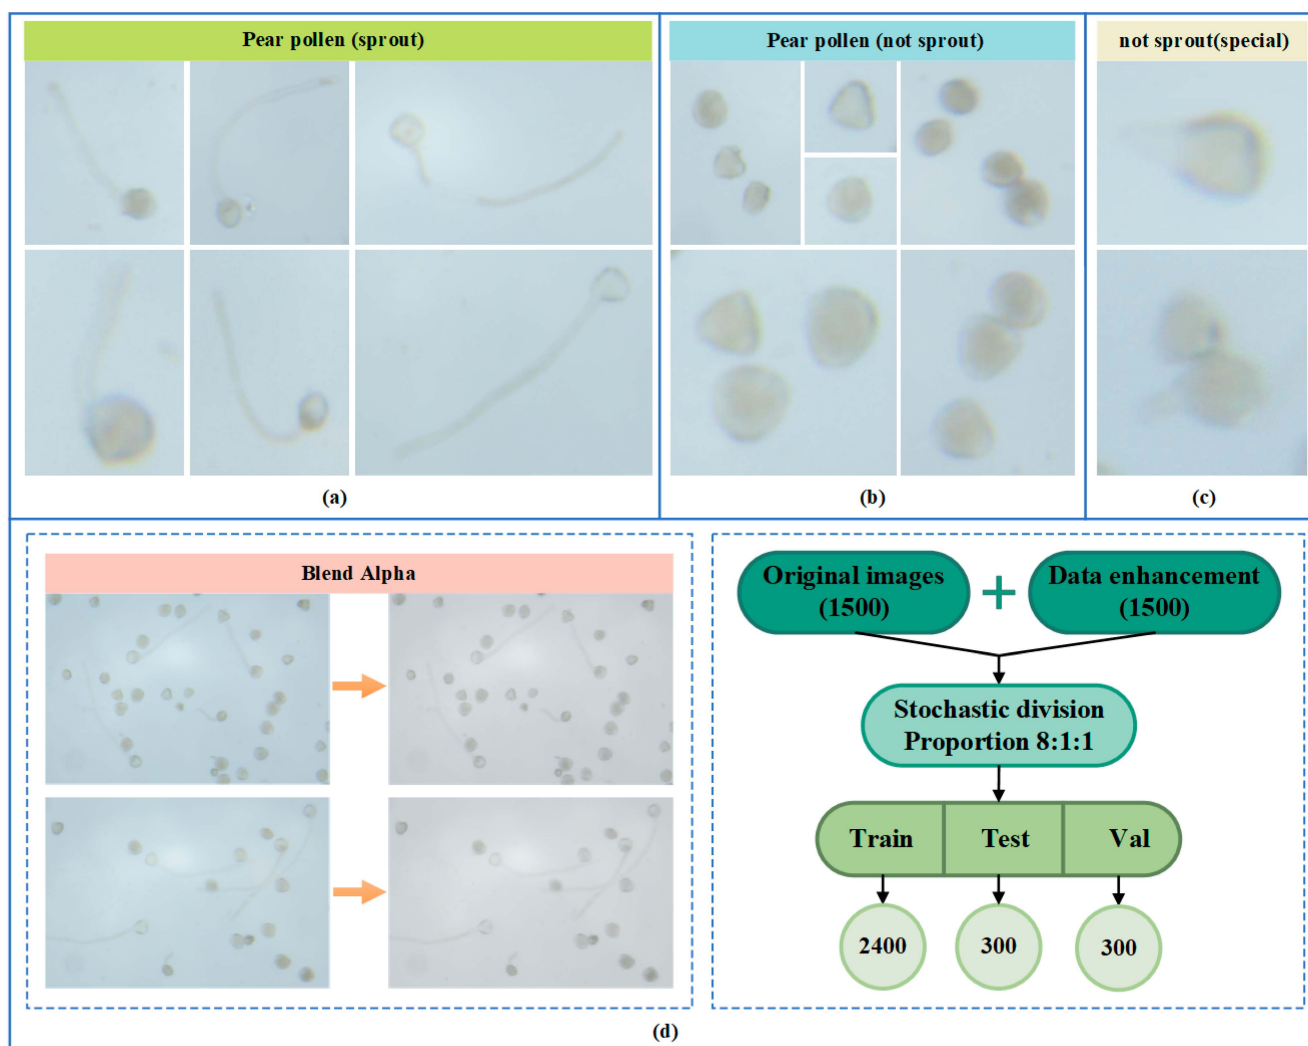 Pear pollen (sprout)
Pear pollen (not sprout)
not sprout(special)
(a)
(b)
(c)
Blend Alpha
Original images
(1500)
+
Data enhancement
(1500)
Stochastic division
Proportion 8:1:1
Train
Test
Val
2400
300
300
(d)